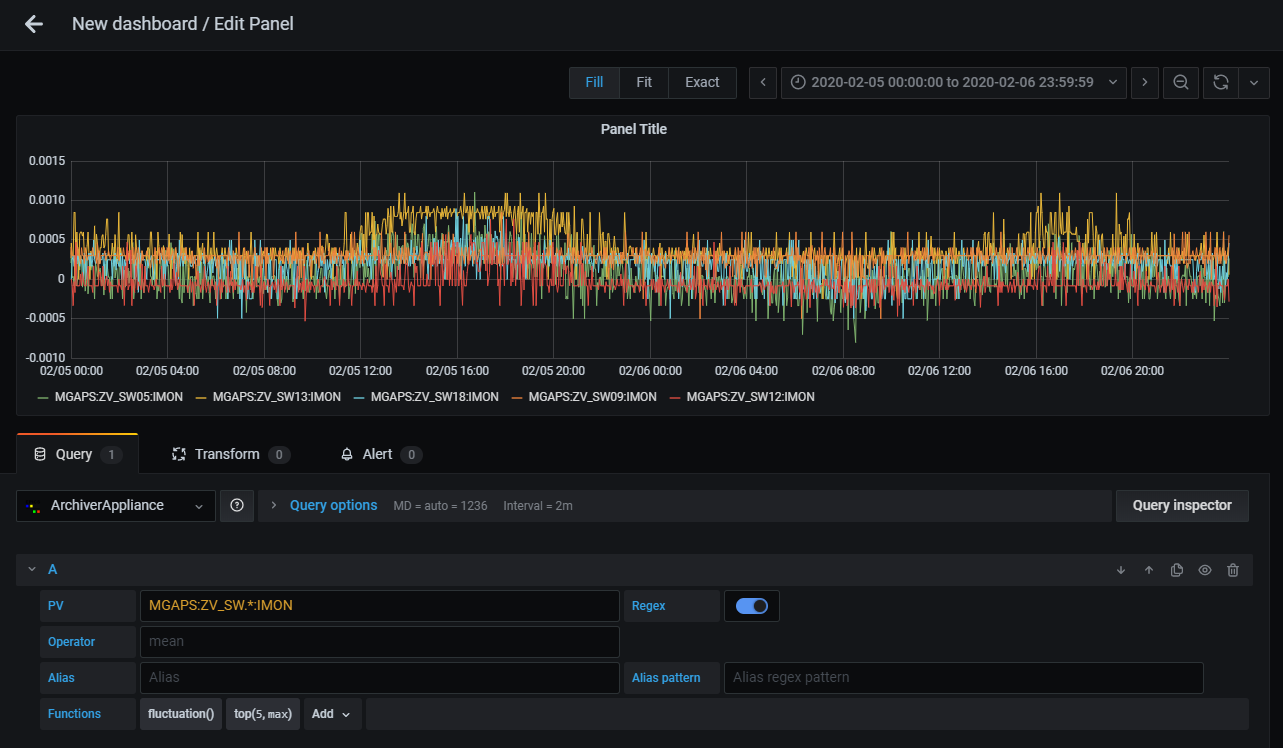 New dashboard / Edit Panel
Fill Fit Exact 2020-02-05 00:00:00 to 2020-02-06 23:59:59
Panel Title
0.0015
0.0010
0.0005
0
-0.0005
-0.0010
02/05 00:00 02/05 04:00 02/05 08:00 02/05 12:00 02/05 16:00 02/05 20:00 02/06 00:00 02/06 04:00 02/06 08:00 02/06 12:00 02/06 16:00 02/06 20:00
MGAPS:ZV_SW05:IMON MGAPS:ZV_SW13:IMON MGAPS:ZV_SW18:IMON MGAPS:ZV_SW09:IMON MGAPS:ZV_SW12:IMON
Query 1 Transform 0 Alert 0
ArchiverAppliance Query options MD = auto = 1236 Interval = 2m Query inspector
A
PV MGAPS:ZV_SW.*:IMON Regex
Operator mean
Alias Alias Alias pattern Alias regex pattern
Functions fluctuation() top(5, max) Add